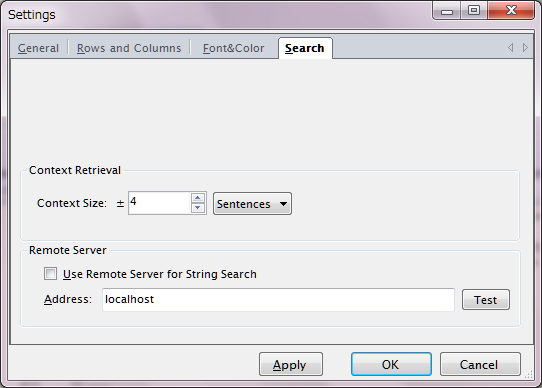 Settings
General Rows and Columns Font&Color Search
Context Retrieval
Context Size: ± 4 Sentences
Remote Server
Use Remote Server for String Search
Address: localhost Test
Apply OK Cancel